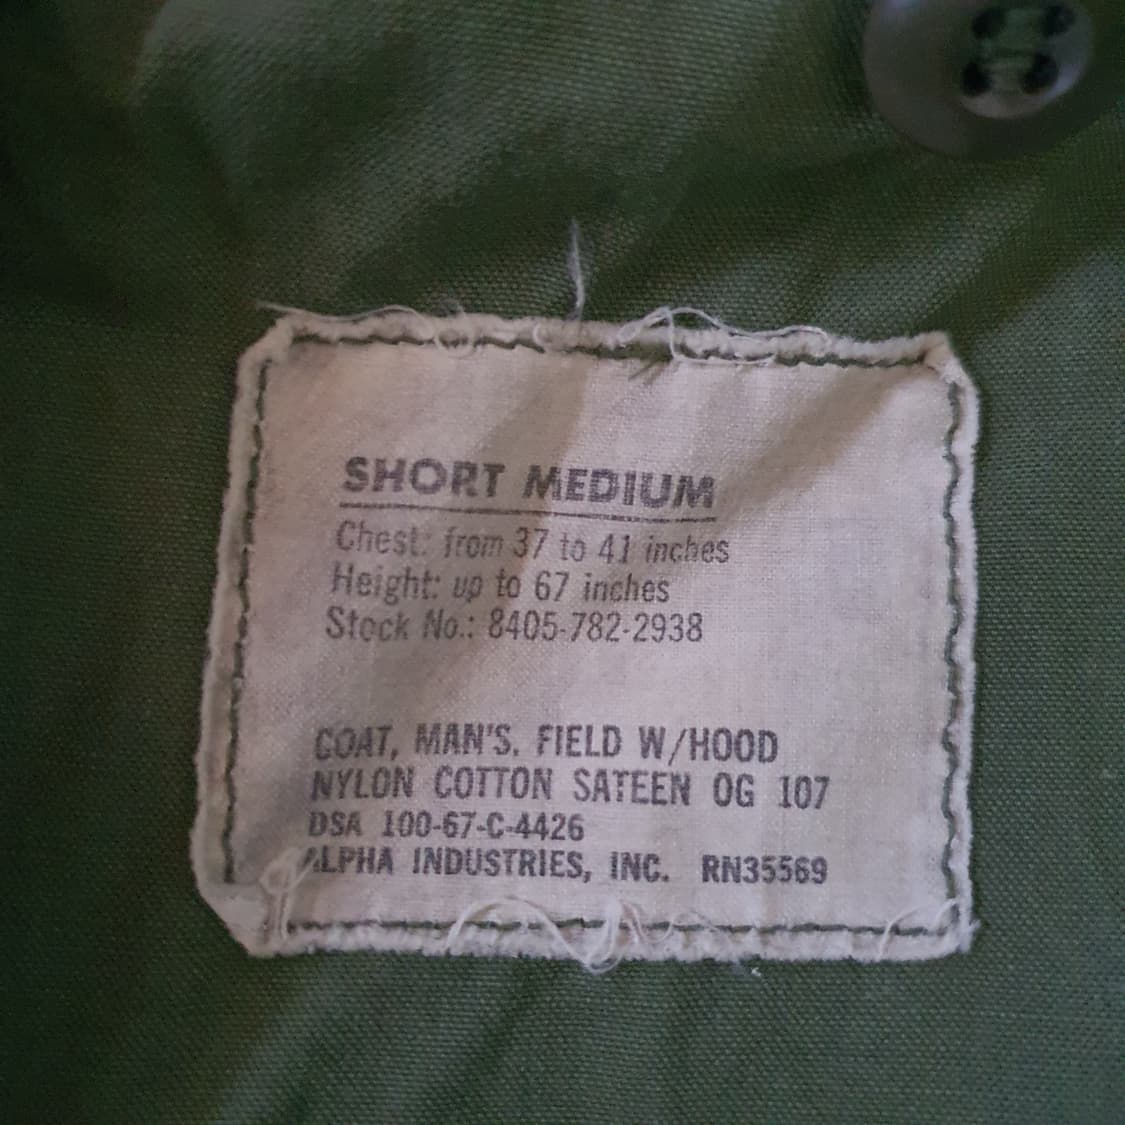 SHORT MEDIUM
Chest: from 37 to 41 inches
Height: up to 67 inches
Stock No.: 8405-782-2938
COAT, MAN'S, FIELD W/HOOD
NYLON COTTON SATEEN OG 107
DSA 100-67-C-4426
ALPHA INDUSTRIES, INC. RN35569